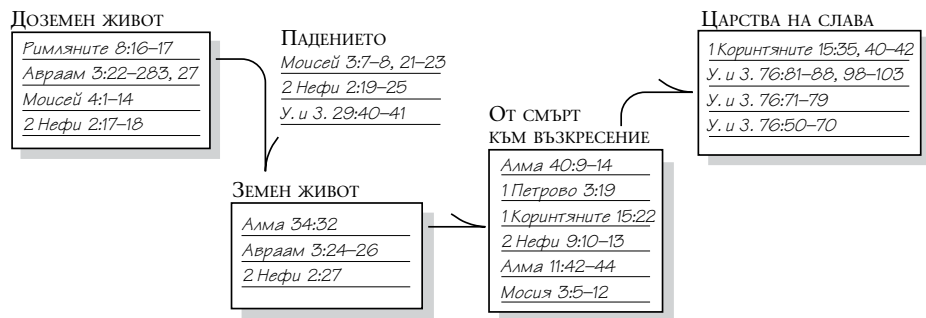 Доземен живот
Римляните 8:16–17
Авраам 3:22–283, 27
Моисей 4:1–14
2 Нефи 2:17–18
Падението
Моисей 3:7–8, 21–23
2 Нефи 2:19–25
У. и З. 29:40–41
Земен живот
Алма 34:32
Авраам 3:24–26
2 Нефи 2:27
От смърт
към възкресение
Алма 40:9–14
1 Петрово 3:19
1 Коринтяните 15:22
2 Нефи 9:10–13
Алма 11:42–44
Мосия 3:5–12
Царства на слава
1 Коринтяните 15:35, 40–42
У. и З. 76:81–88, 98–103
У. и З. 76:71–79
У. и З. 76:50–70